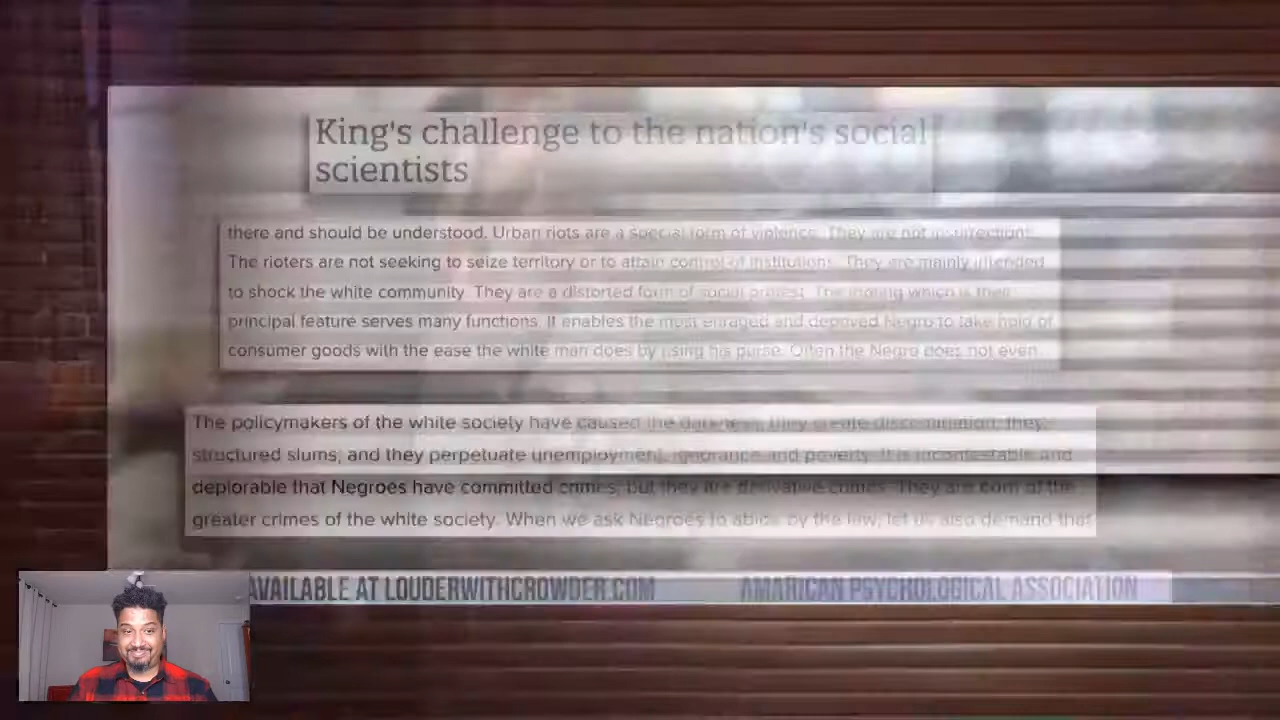 King's challenge to the nation's social
scientists
there and should be understood. Urban riots are a special form of violence. They are not insurrections.
The rioters are not seeking to seize territory or to attain control of institutions. They are mainly intended
to shock the white community. They are a distorted form of social protest. The looting which is their
principal feature serves many functions. It enables the most enraged and deprived Negro to take hold of
consumer goods with the ease the white man does by using his purse. Often the Negro does not even
The policymakers of the white society have caused the darkness; they create discrimination; they
structured slums; and they perpetuate unemployment, ignorance and poverty. It is incontestable and
deplorable that Negroes have committed crimes; but they are derivative crimes. They are born of the
greater crimes of the white society. When we ask Negroes to abide by the law, let us also demand that
AVAILABLE AT LOUDERWITHCROWDER.COM
AMARICAN PSYCHOLOGICAL ASSOCIATION